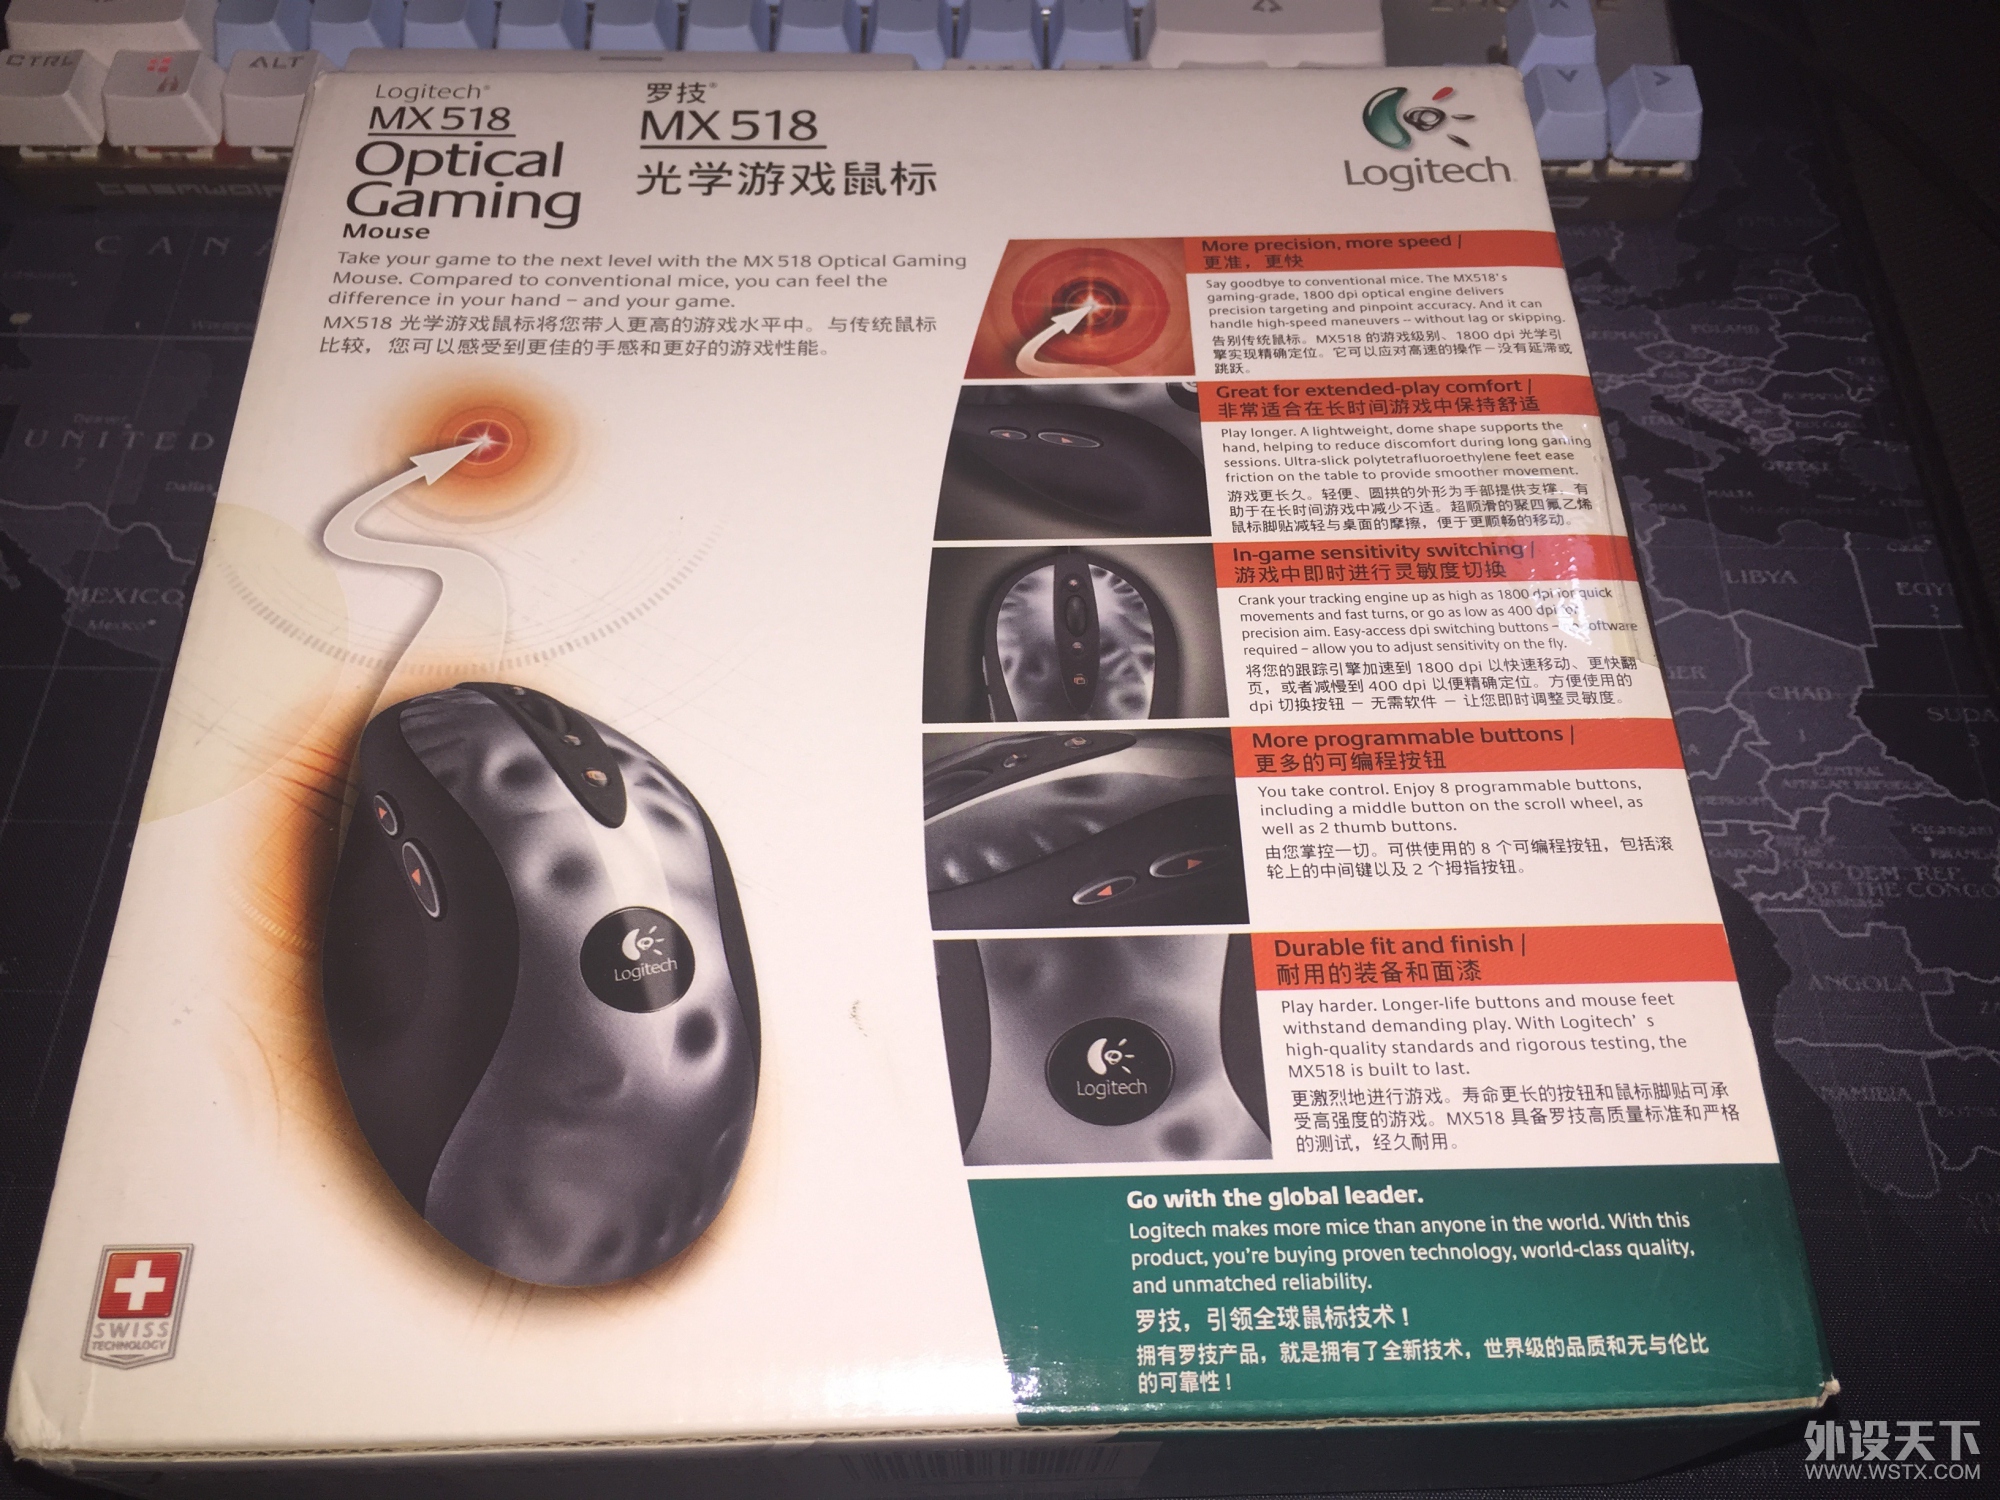 CTRL
ALT
Logitech
MX 518
Optical
Gaming
Mouse
罗技
MX 518
光学游戏鼠标
Logitech
Take your game to the next level with the MX 518 Optical Gaming
Mouse. Compared to conventional mice, you can feel the
difference in your hand – and your game.
MX518 光学游戏鼠标将您带入更高的游戏水平中。与传统鼠标
比较，您可以感受到更佳的手感和更好的游戏性能。
More precision, more speed /
更准，更快
Say goodbye to conventional mice. The MX518's
gaming-grade, 1800 dpi optical engine delivers
precision targeting and pinpoint accuracy. And it can
handle high-speed maneuvers – without lag or skipping.
告别传统鼠标。MX518 的游戏级别、1800 dpi 光学引
擎实现精确定位。它可以应对高速的操作－没有延滞或
跳跃。
Great for extended-play comfort /
非常适合在长时间游戏中保持舒适
Play longer. A lightweight, dome shape supports the
hand, helping to reduce discomfort during long gaming
sessions. Ultra-slick polytetrafluoroethylene feet ease
friction on the table to provide smoother movement.
游戏更长久。轻便、圆拱的外形为手部提供支撑，有
助于在长时间游戏中减少不适。超顺滑的聚四氟乙烯
鼠标脚贴减轻与桌面的摩擦，便于更顺畅的移动。
In-game sensitivity switching /
游戏中即时进行灵敏度切换
Crank your tracking engine up as high as 1800 dpi for quick
movements and fast turns, or go as low as 400 dpi for
precision aim. Easy-access dpi switching buttons – no software
required – allow you to adjust sensitivity on the fly.
将您的跟踪引擎加速到 1800 dpi 以快速移动、更快翻
页，或者减慢到 400 dpi 以便精确定位。方便使用的
dpi 切换按钮 － 无需软件 － 让您即时调整灵敏度。
More programmable buttons /
更多的可编程按钮
You take control. Enjoy 8 programmable buttons,
including a middle button on the scroll wheel, as
well as 2 thumb buttons.
由您掌控一切。可供使用的 8 个可编程按钮，包括滚
轮上的中间键以及 2 个拇指按钮。
Durable fit and finish /
耐用的装备和面漆
Play harder. Longer-life buttons and mouse feet
withstand demanding play. With Logitech's
high-quality standards and rigorous testing, the
MX518 is built to last.
更激烈地进行游戏。寿命更长的按钮和鼠标脚贴可承
受高强度的游戏。MX518 具备罗技高质量标准和严格
的测试，经久耐用。
Logitech
Logitech
Go with the global leader.
Logitech makes more mice than anyone in the world. With this
product, you're buying proven technology, world-class quality,
and unmatched reliability.
罗技，引领全球鼠标技术！
拥有罗技产品，就是拥有了全新技术，世界级的品质和无与伦比
的可靠性！
SWISS
TECHNOLOGY
UNITED
Dallas
MEXICO
Mexico
LIBYA
EGY
CHAD
SUDA
CENTRAL
AFRICAN REPUBLIC
DEM. REP.
OF THE CONGO
Kinshasa
ANGOLA
NAMIBIA
MALTA
GREECE
外设天下
WWW.WSTX.COM